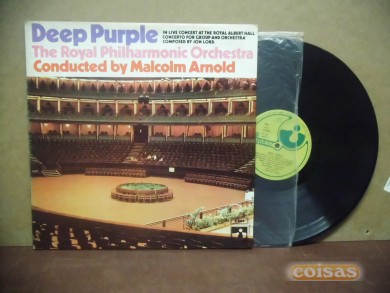 Deep Purple
IN LIVE CONCERT AT THE ROYAL ALBERT HALL
CONCERTO FOR GROUP AND ORCHESTRA
COMPOSED BY JON LORD
The Royal Philharmonic Orchestra
Conducted by Malcolm Arnold
coisas